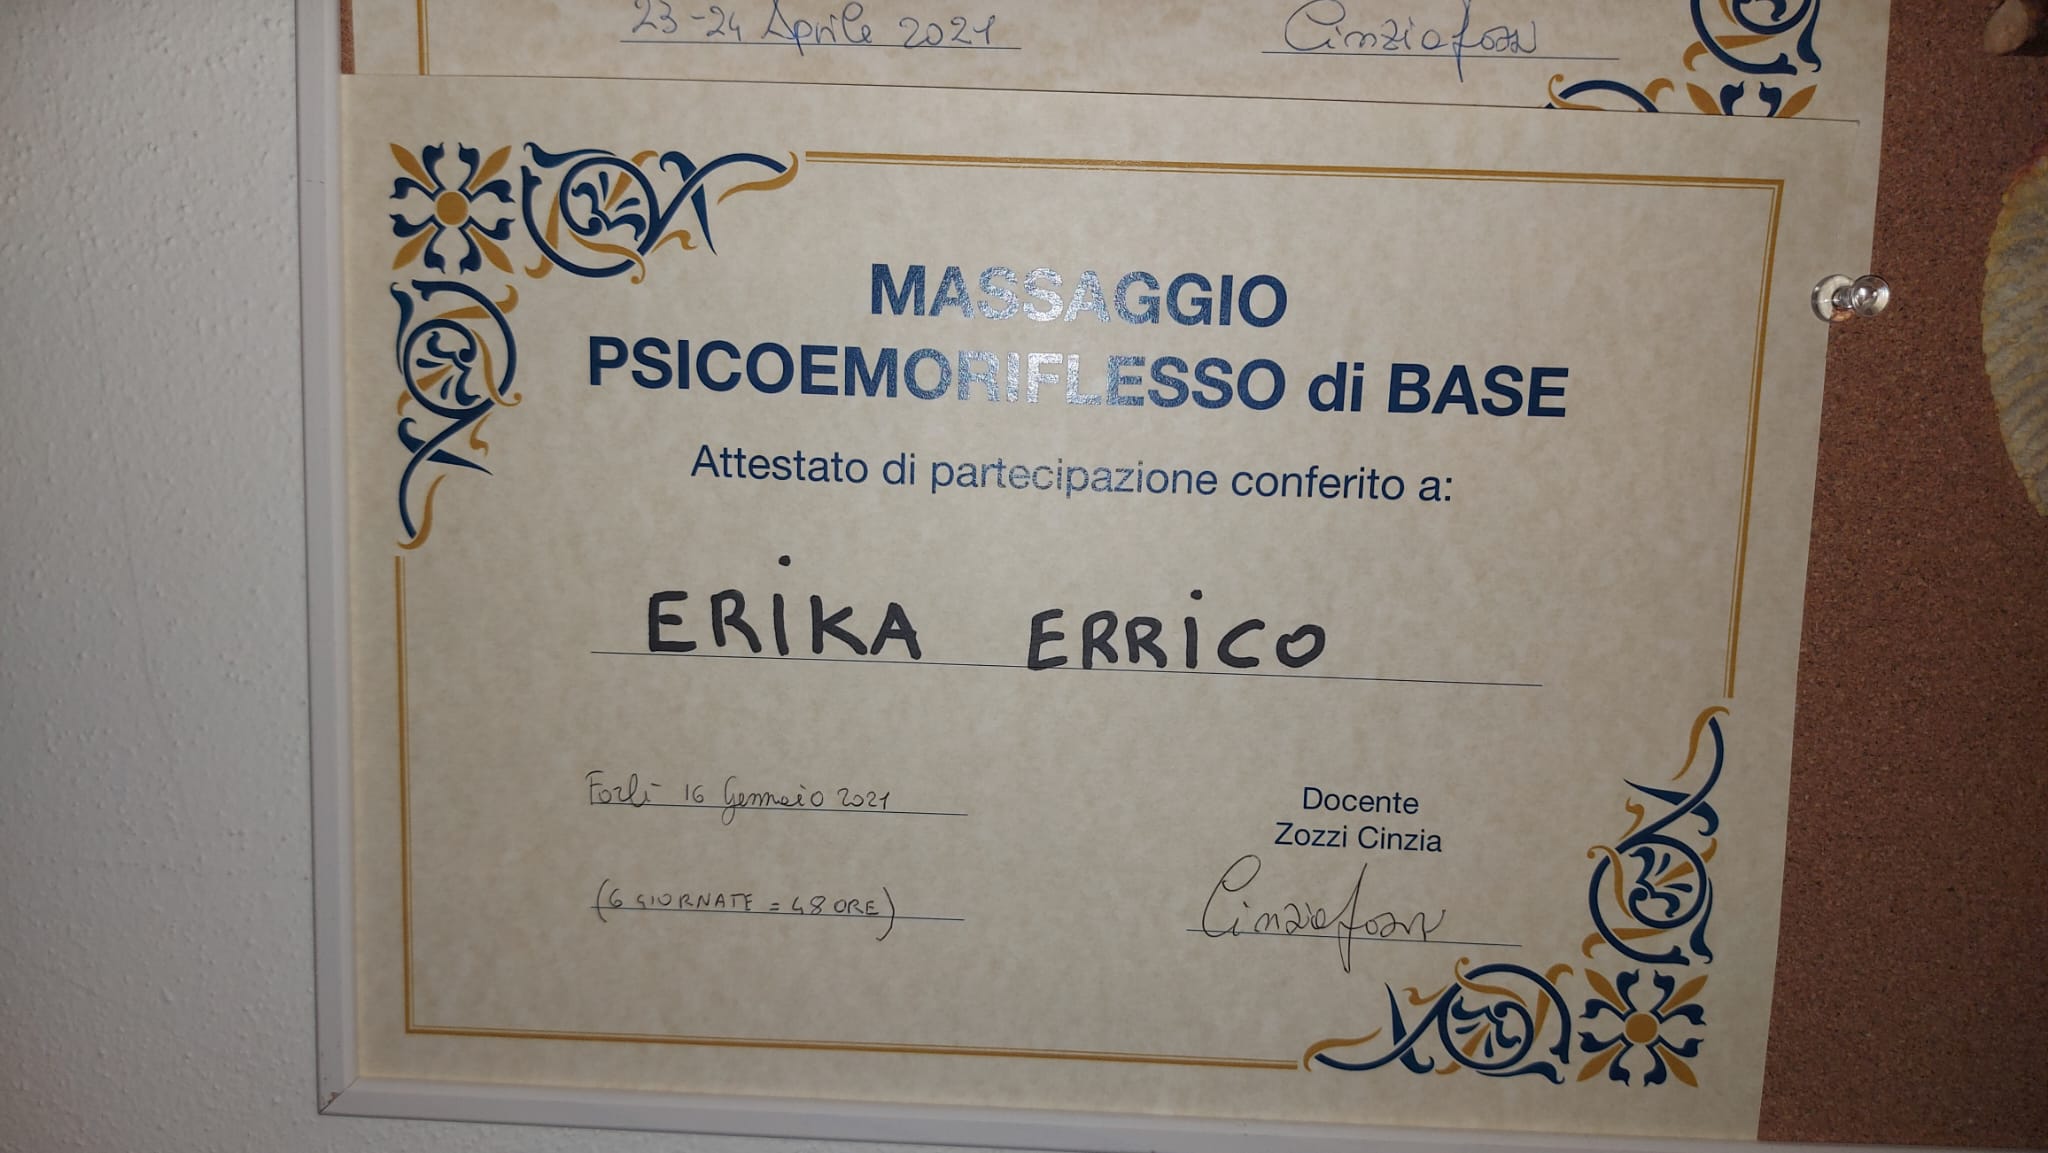 23-24 Aprile 2021
MASSAGGIO
PSICOEMORIFLESSO di BASE
Attestato di partecipazione conferito a:
ERIKA ERRICO
Forlì 16 Gennaio 2021
Docente
Zozzi Cinzia
(6 GIORNATE = 48 ORE)
Cinzia